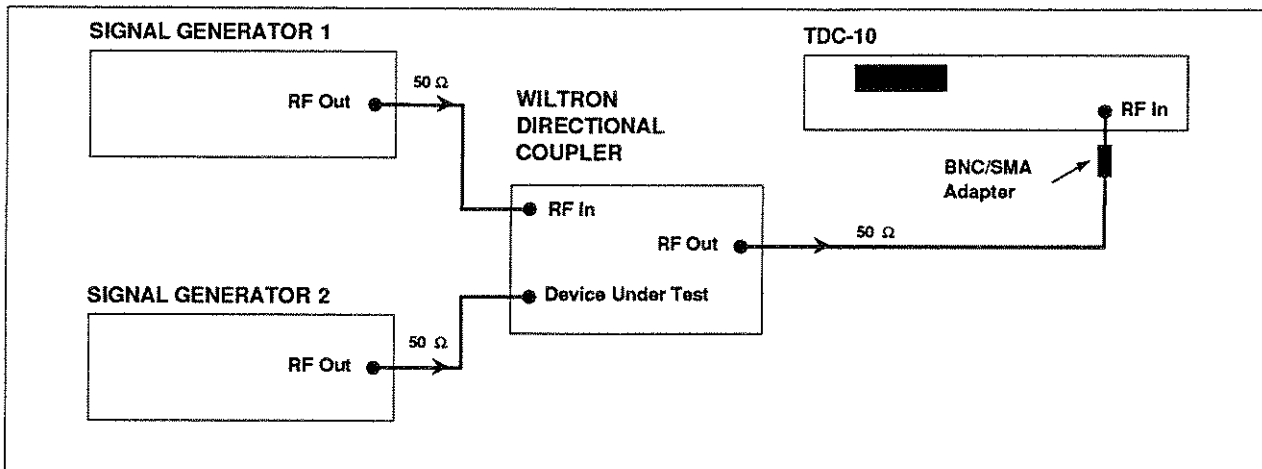 SIGNAL GENERATOR 1
RF Out
50 Ω
WILTRON
DIRECTIONAL
COUPLER
RF In
RF Out
Device Under Test
50 Ω
TDC-10
RF In
BNC/SMA
Adapter
SIGNAL GENERATOR 2
RF Out
50 Ω